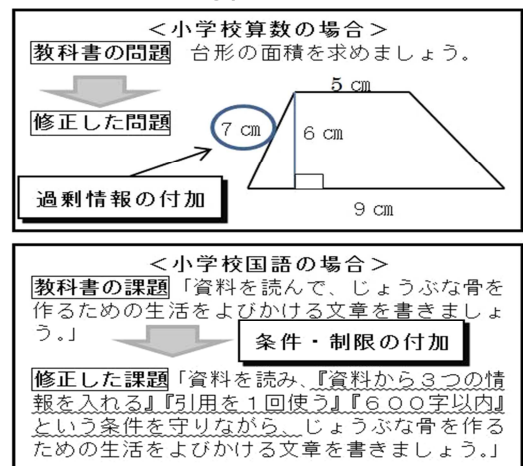 ＜小学校算数の場合＞
教科書の問題　台形の面積を求めましょう。
5 cm
修正した問題
7 cm
6 cm
過剰情報の付加
9 cm
＜小学校国語の場合＞
教科書の課題「資料を読んで、じょうぶな骨を
作るための生活をよびかける文章を書きましょ
う。」
条件・制限の付加
修正した課題「資料を読み、『資料から３つの情
報を入れる』『引用を１回使う』『６００字以内』
という条件を守りながら、じょうぶな骨を作る
ための生活をよびかける文章を書きましょう。」